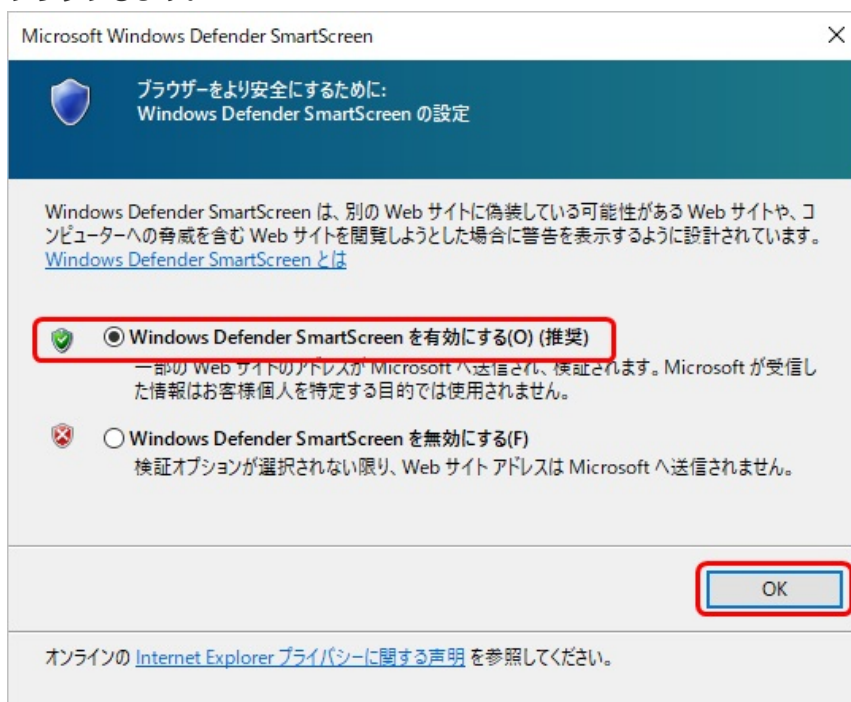 Microsoft Windows Defender SmartScreen
ブラウザーをより安全にするために:
Windows Defender SmartScreen の設定
Windows Defender SmartScreen は、別の Web サイトに偽装している可能性がある Web サイトや、コ
ンピューターへの脅威を含む Web サイトを閲覧しようとした場合に警告を表示するように設計されています。
Windows Defender SmartScreen とは
Windows Defender SmartScreen を有効にする(O) (推奨)
一部の Web サイトのアドレスが Microsoft へ送信され、検証されます。Microsoft が受信し
た情報はお客様個人を特定する目的では使用されません。
Windows Defender SmartScreen を無効にする(F)
検証オプションが選択されない限り、Web サイト アドレスは Microsoft へ送信されません。
OK
オンラインの Internet Explorer プライバシーに関する声明 を参照してください。